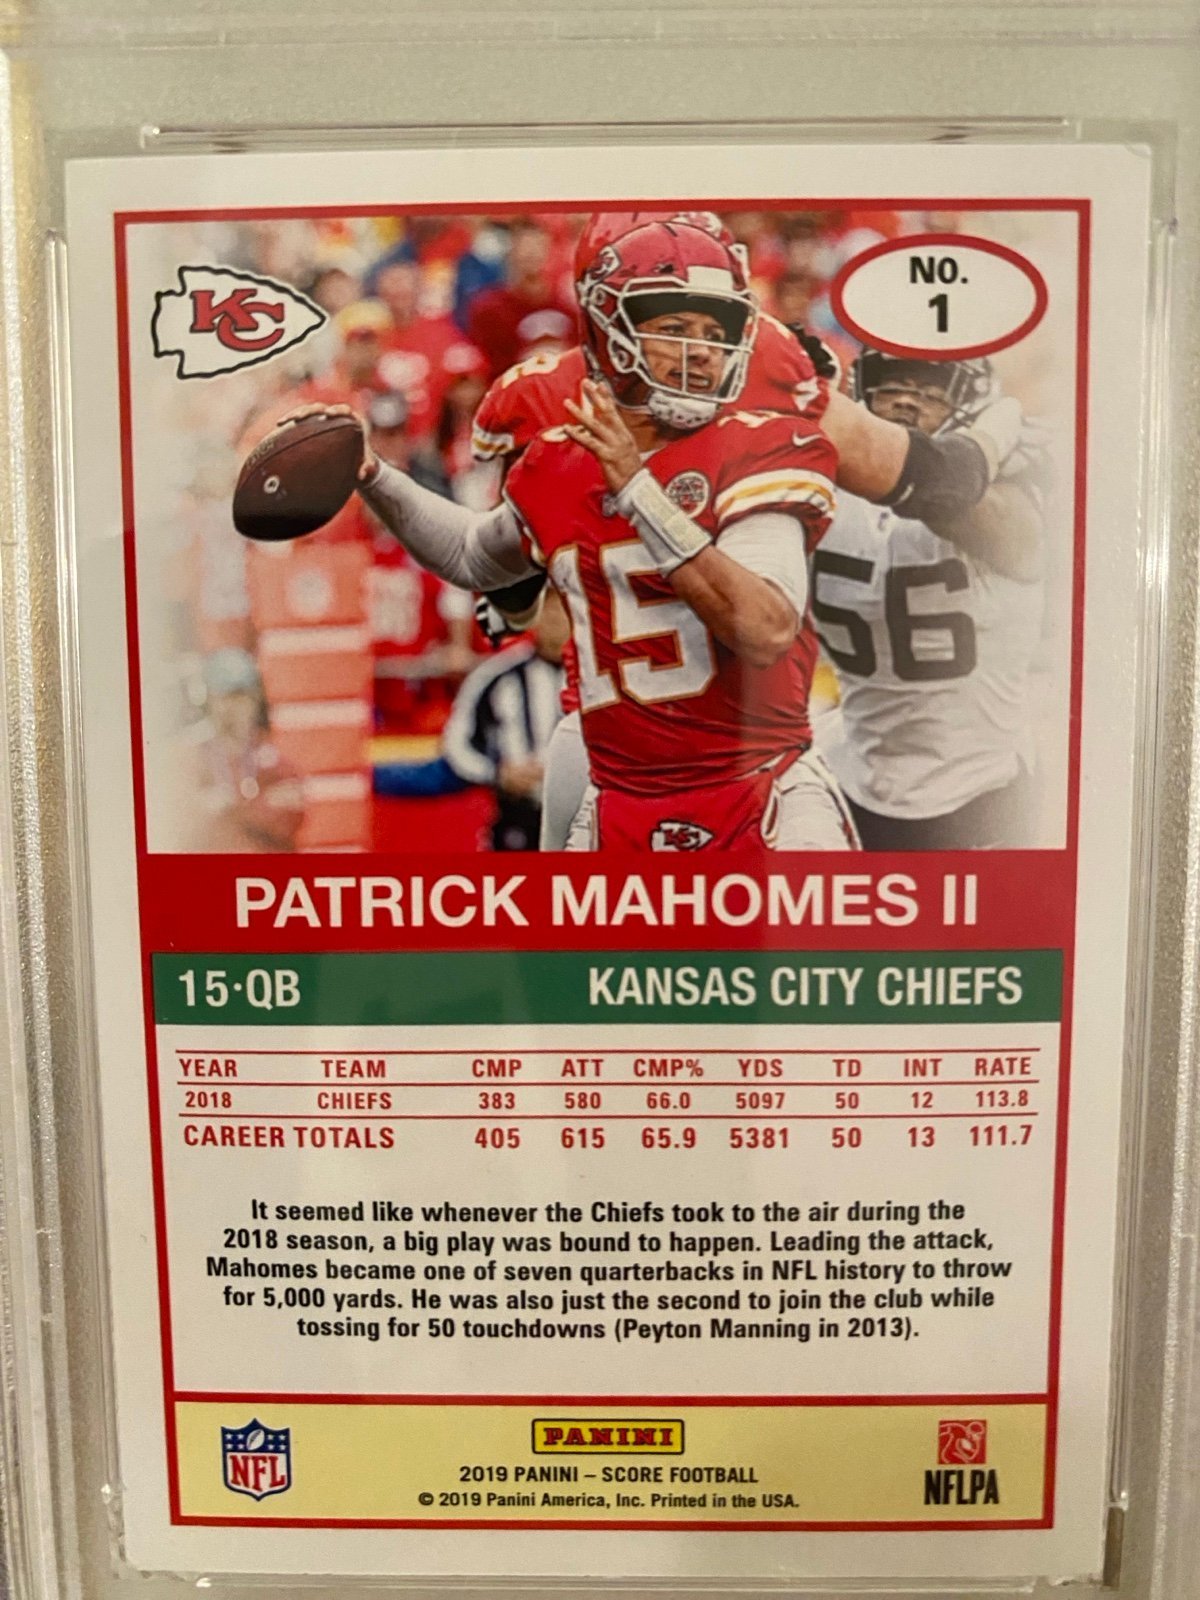 KC
NO.
1
15
56
KC
PATRICK MAHOMES II
15·QB KANSAS CITY CHIEFS
YEAR TEAM CMP ATT CMP% YDS TD INT RATE
2018 CHIEFS 383 580 66.0 5097 50 12 113.8
CAREER TOTALS 405 615 65.9 5381 50 13 111.7
It seemed like whenever the Chiefs took to the air during the
2018 season, a big play was bound to happen. Leading the attack,
Mahomes became one of seven quarterbacks in NFL history to throw
for 5,000 yards. He was also just the second to join the club while
tossing for 50 touchdowns (Peyton Manning in 2013).
NFL
PANINI
2019 PANINI – SCORE FOOTBALL
© 2019 Panini America, Inc. Printed in the USA.
NFLPA